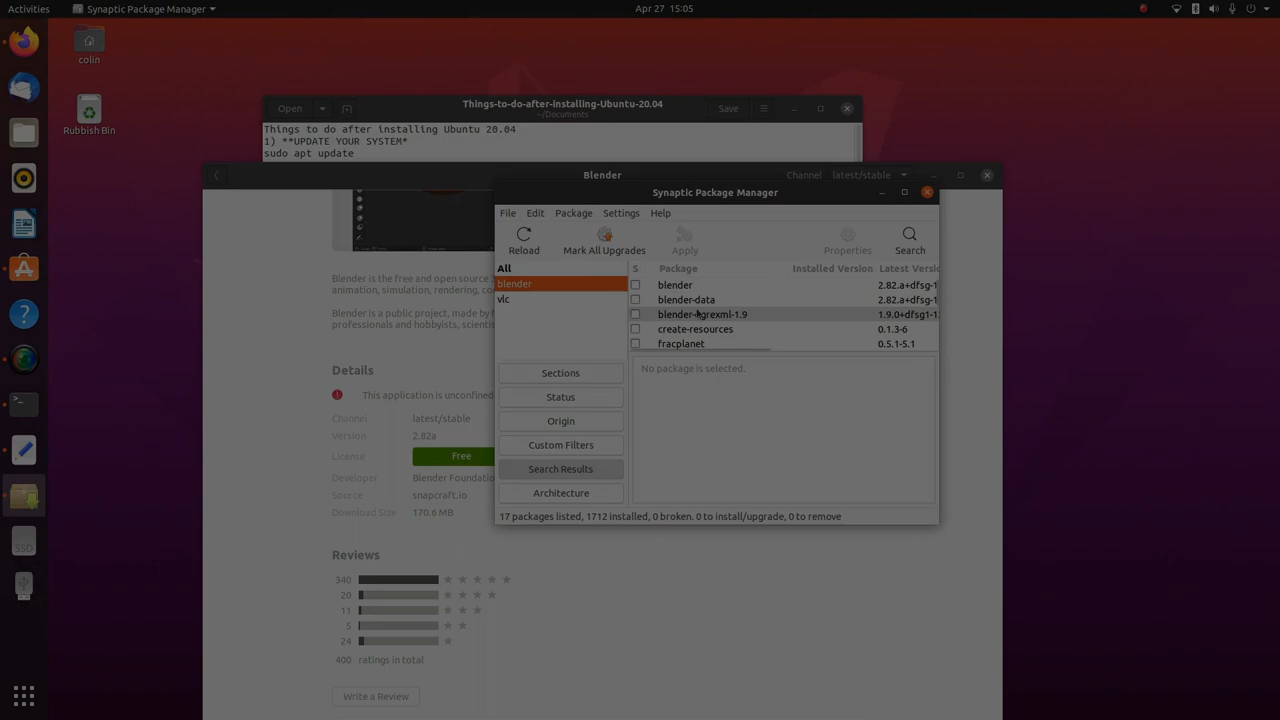 Activities
Synaptic Package Manager
Apr 27 15:05
colin
Rubbish Bin
Open
Things-to-do-after-installing-Ubuntu-20.04
~/Documents
Save
Things to do after installing Ubuntu 20.04
1) **UPDATE YOUR SYSTEM*
sudo apt update
Blender
Channel latest/stable
Blender is the free and open source
animation, simulation, rendering, co
Blender is a public project, made by
professionals and hobbyists, scientis
Details
This application is unconfined
Channel latest/stable
Version 2.82a
License Free
Developer Blender Foundatio
Source snapcraft.io
Download Size 170.6 MB
Reviews
340
20
11
5
24
400 ratings in total
Write a Review
Synaptic Package Manager
File Edit Package Settings Help
Reload Mark All Upgrades Apply Properties Search
All
blender
vlc
S Package Installed Version Latest Versio
blender 2.82.a+dfsg-1
blender-data 2.82.a+dfsg-1
blender-ogrexml-1.9 1.9.0+dfsg1-1
create-resources 0.1.3-6
fracplanet 0.5.1-5.1
No package is selected.
Sections
Status
Origin
Custom Filters
Search Results
Architecture
17 packages listed, 1712 installed, 0 broken. 0 to install/upgrade, 0 to remove
SSD